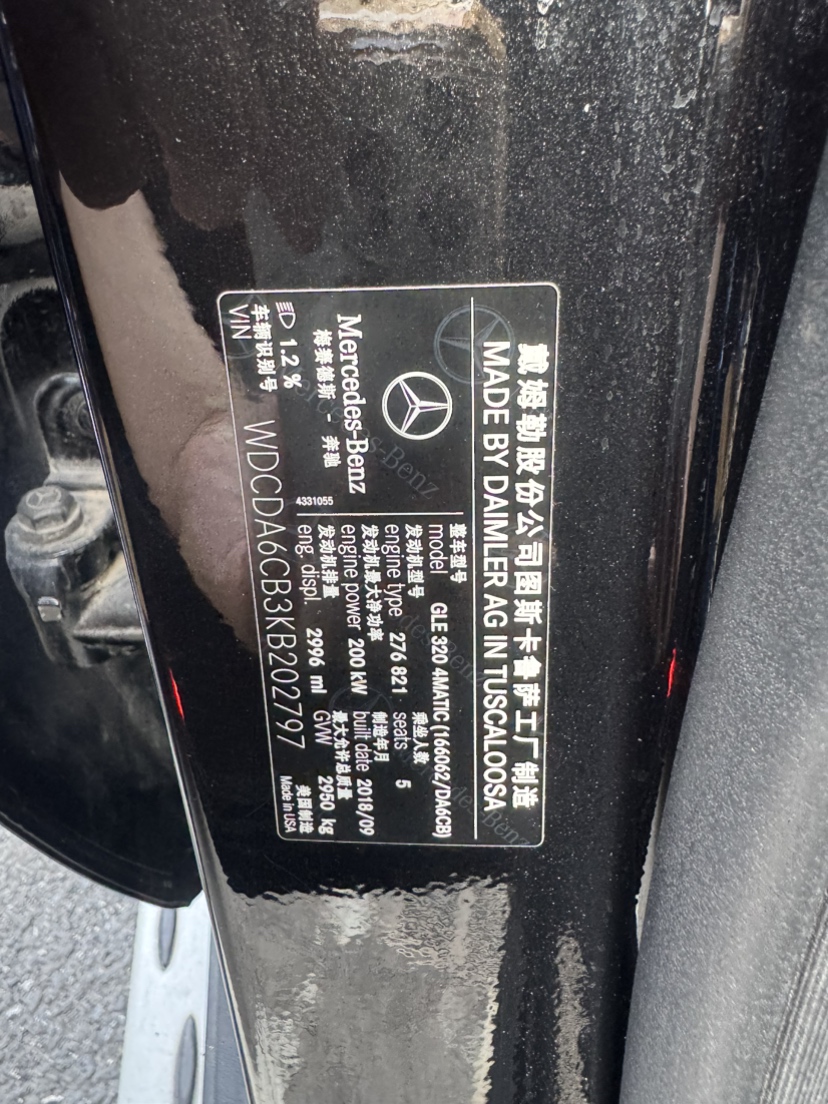 戴姆勒股份公司图斯卡鲁萨工厂制造
MADE BY DAIMLER AG IN TUSCALOOSA
Mercedes-Benz
梅赛德斯 - 奔驰
4331055
整车型号
model GLE 320 4MATIC (166062/DA6CB)
发动机型号 乘坐人数
engine type 276 821 seats 5
发动机最大净功率 制造年月
engine power 200 kW built date 2018/09
发动机排量 最大允许总质量
eng. displ. 2996 ml GVW 2950 kg
1.2 %
车辆识别号
VIN WDCDA6CB3KB202797
美国制造
Made in USA